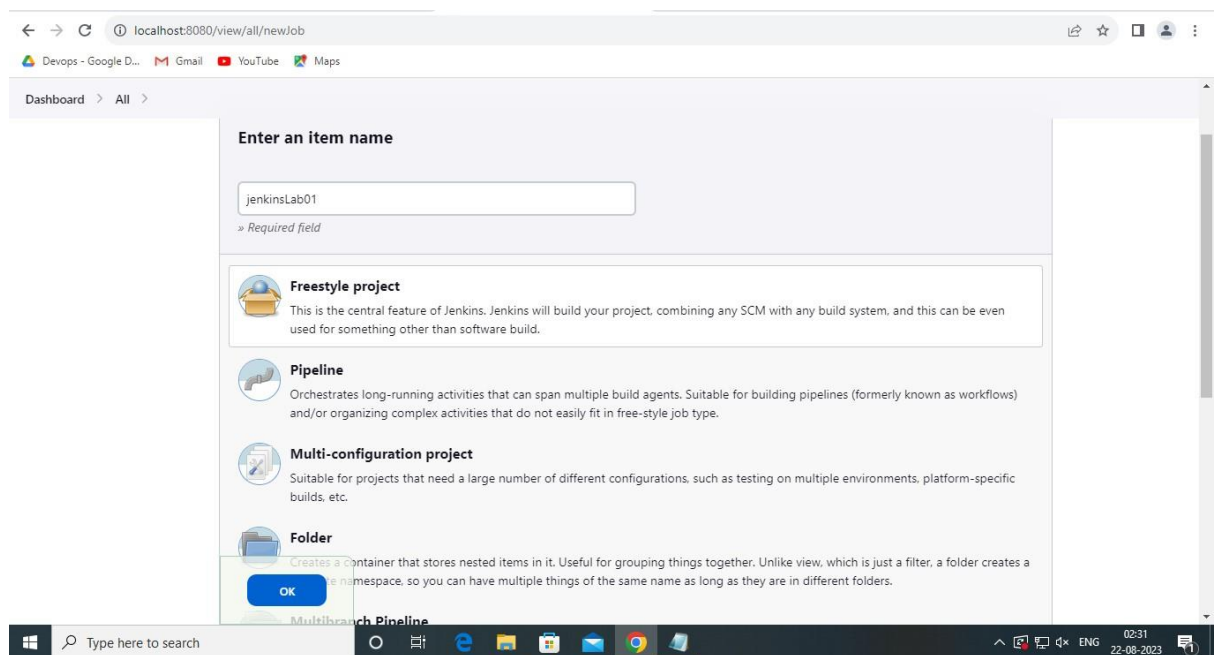 localhost:8080/view/all/newJob
Devops - Google D... Gmail YouTube Maps
Dashboard > All >
Enter an item name
jenkinsLab01
» Required field
Freestyle project
This is the central feature of Jenkins. Jenkins will build your project, combining any SCM with any build system, and this can be even
used for something other than software build.
Pipeline
Orchestrates long-running activities that can span multiple build agents. Suitable for building pipelines (formerly known as workflows)
and/or organizing complex activities that do not easily fit in free-style job type.
Multi-configuration project
Suitable for projects that need a large number of different configurations, such as testing on multiple environments, platform-specific
builds, etc.
Folder
Creates a container that stores nested items in it. Useful for grouping things together. Unlike view, which is just a filter, a folder creates a
namespace, so you can have multiple things of the same name as long as they are in different folders.
OK
Multibranch Pipeline
Type here to search
ENG
02:31
22-08-2023